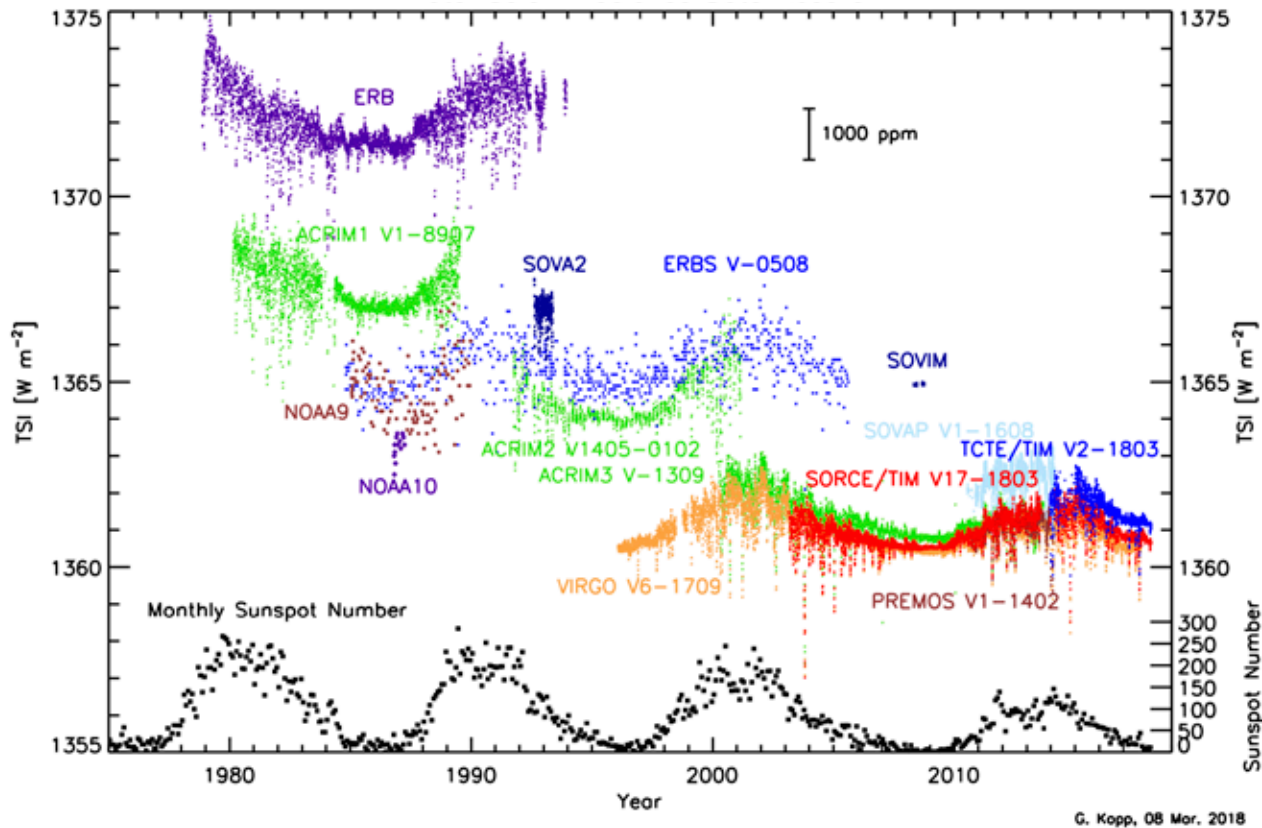 1375
1375
ERB
1000 ppm
1370
1370
ACRIM1 V1-8907
SOVA2
ERBS V-0508
TSI [W m-2]
TSI [W m-2]
SOVIM
1365
1365
NOAA9
SOVAP V1-1608
ACRIM2 V1405-0102
TCTE/TIM V2-1803
ACRIM3 V-1309
SORCE/TIM V17-1803
NOAA10
1360
1360
VIRGO V6-1709
PREMOS V1-1402
Monthly Sunspot Number
300
250
200
150
100
50
0
Sunspot Number
1355
1980
1990
2000
2010
Year
G. Kopp, 08 Mar. 2018